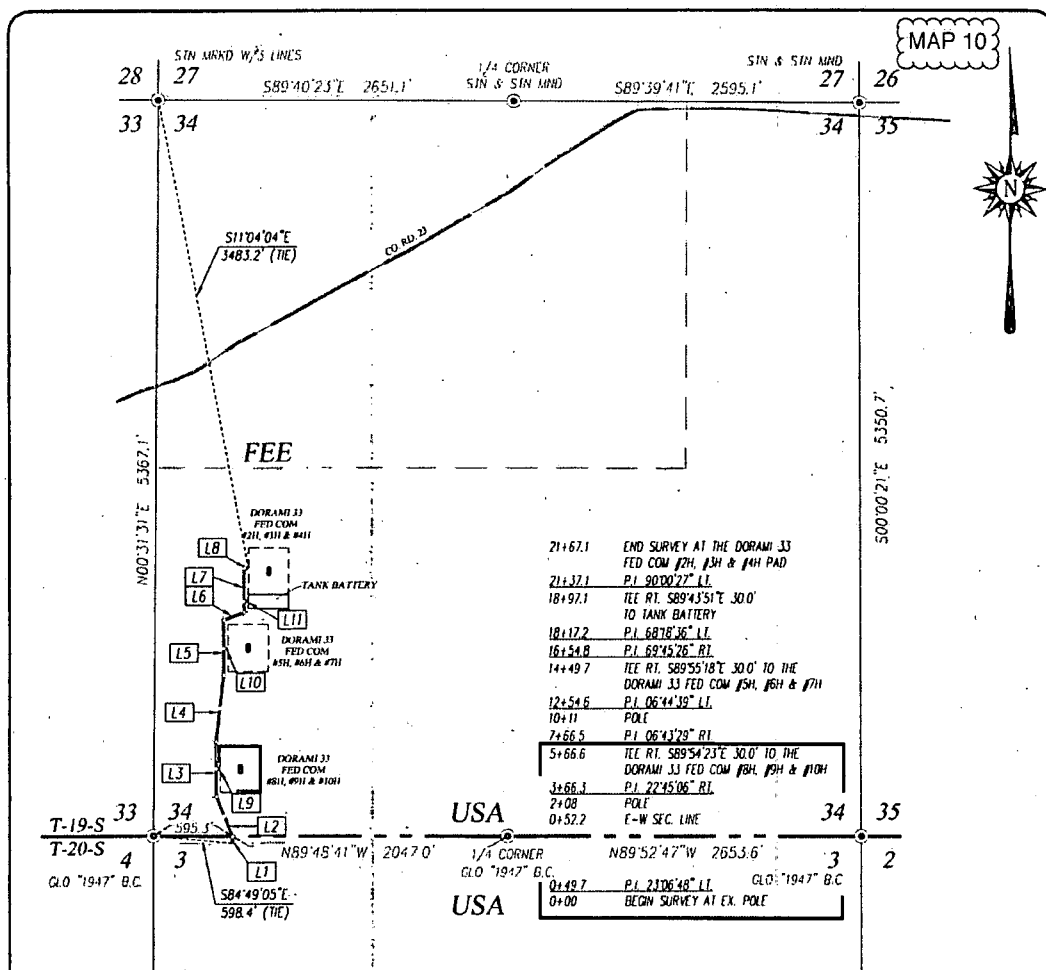 MAP 10
STN MRKD W/3 LINES
1/4 CORNER
STN & STN MND
STN & STN MND
28 27
S89°40'23"E 2651.1'
S89°39'41"E 2595.1'
27 26
33 34
34 35
N
S11°04'04"E
3483.2' (TIE)
CO. RD. 23
N00°31'31"E 5367.1'
S00°00'21"E 5350.7'
FEE
DORAMI 33
FED COM
#2H, #3H & #4H
L8
L7
TANK BATTERY
L6
L11
DORAMI 33
FED COM
#5H, #6H & #7H
L5
L10
L4
DORAMI 33
FED COM
#8H, #9H & #10H
L3
L9
L2
L1
21+67.1 END SURVEY AT THE DORAMI 33
FED COM #2H, #3H & #4H PAD
21+37.1 P.I. 90°00'27" LT.
18+97.1 TEE RT. S89°43'51"E 30.0'
TO TANK BATTERY
18+17.2 P.I. 68°18'36" LT.
16+54.8 P.I. 69°45'26" RT.
14+49.7 TEE RT. S89°55'18"E 30.0' TO THE
DORAMI 33 FED COM #5H, #6H & #7H
12+54.6 P.I. 06°44'39" LT.
10+11 POLE
7+66.5 P.I. 06°43'29" RT.
5+66.6 TEE RT. S89°54'23"E 30.0' TO THE
DORAMI 33 FED COM #8H, #9H & #10H
3+66.3 P.I. 22°45'06" RT.
2+08 POLE
0+52.2 E-W SEC. LINE
33 34
USA
34 35
T-19-S
595.3'
T-20-S
4 3
N89°48'41"W 2047.0'
1/4 CORNER
N89°52'47"W 2653.6'
3 2
GLO "1947" B.C.
GLO "1947" B.C.
GLO "1947" B.C.
S84°49'05"E
598.4' (TIE)
USA
0+49.7 P.I. 23°06'48" LT.
0+00 BEGIN SURVEY AT EX. POLE